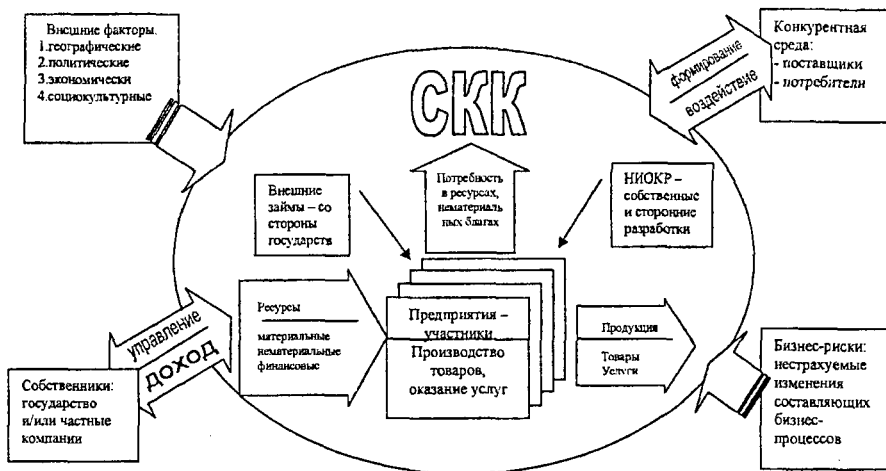 Внешние факторы.
1.географические
2.политические
3.экономически
4.социокультурные
формирование
воздействие
Конкурентная
среда:
- поставщики
- потребители
СКК
Внешние
займы – со
стороны
государств
Потребность
в ресурсах,
нематериаль
ных благах
НИОКР –
собственные
и сторонние
разработки
управление
ДОХОД
Ресурсы
материальные
нематериальные
финансовые
Предприятия –
участники
Производство
товаров,
оказание услуг
Продукция
Товары
Услуги
Собственники:
государство
и/или частные
компании
Бизнес-риски:
нестрахуемые
изменения
составляющих
бизнес-
процессов